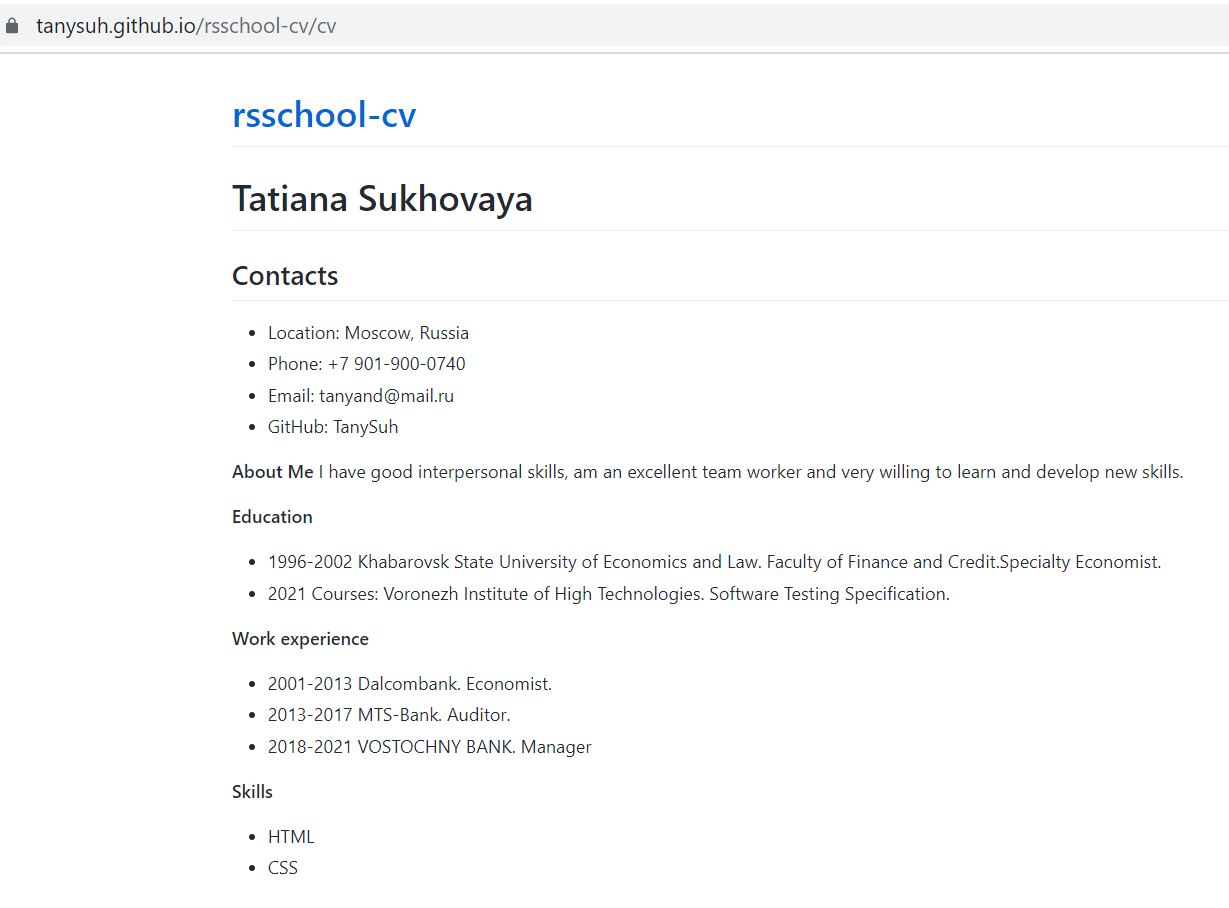 tanysuh.github.io/rsschool-cv/cv
rsschool-cv
Tatiana Sukhovaya
Contacts
Location: Moscow, Russia
Phone: +7 901-900-0740
Email: tanyand@mail.ru
GitHub: TanySuh
About Me I have good interpersonal skills, am an excellent team worker and very willing to learn and develop new skills.
Education
1996-2002 Khabarovsk State University of Economics and Law. Faculty of Finance and Credit.Specialty Economist.
2021 Courses: Voronezh Institute of High Technologies. Software Testing Specification.
Work experience
2001-2013 Dalcombank. Economist.
2013-2017 MTS-Bank. Auditor.
2018-2021 VOSTOCHNY BANK. Manager
Skills
HTML
CSS